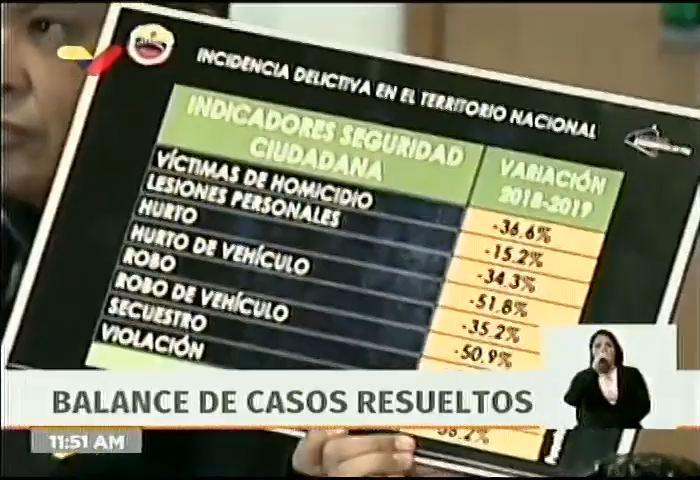 INCIDENCIA DELICTIVA EN EL TERRITORIO NACIONAL
INDICADORES SEGURIDAD CIUDADANA
VARIACIÓN 2018-2019
VÍCTIMAS DE HOMICIDIO -36.6%
LESIONES PERSONALES -15.2%
HURTO -34.3%
HURTO DE VEHÍCULO -51.8%
ROBO -35.2%
ROBO DE VEHÍCULO -50.9%
SECUESTRO
VIOLACIÓN
BALANCE DE CASOS RESUELTOS
11:51 AM